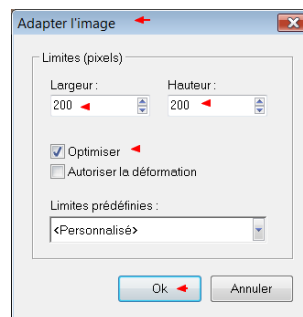 Adapter l'image
Limites (pixels)
Largeur : Hauteur :
200 200
Optimiser
Autoriser la déformation
Limites prédéfinies :
<Personnalisé>
Ok Annuler